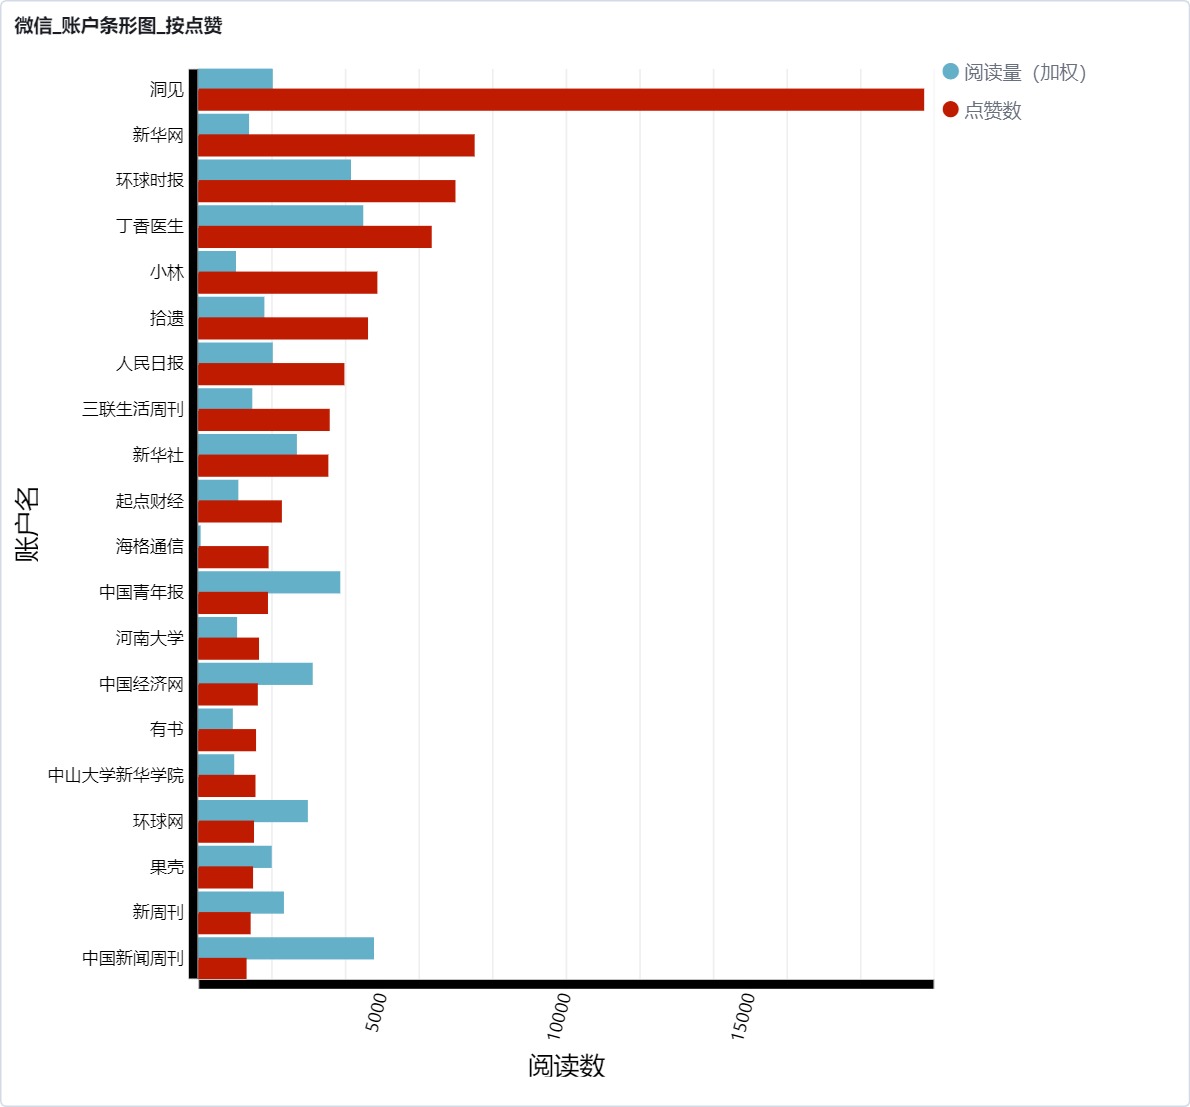 微信_账户条形图_按点赞
阅读量（加权）
点赞数
洞见
新华网
环球时报
丁香医生
小林
拾遗
人民日报
三联生活周刊
新华社
起点财经
海格通信
中国青年报
河南大学
中国经济网
有书
中山大学新华学院
环球网
果壳
新周刊
中国新闻周刊
账户名
5000
10000
15000
阅读数